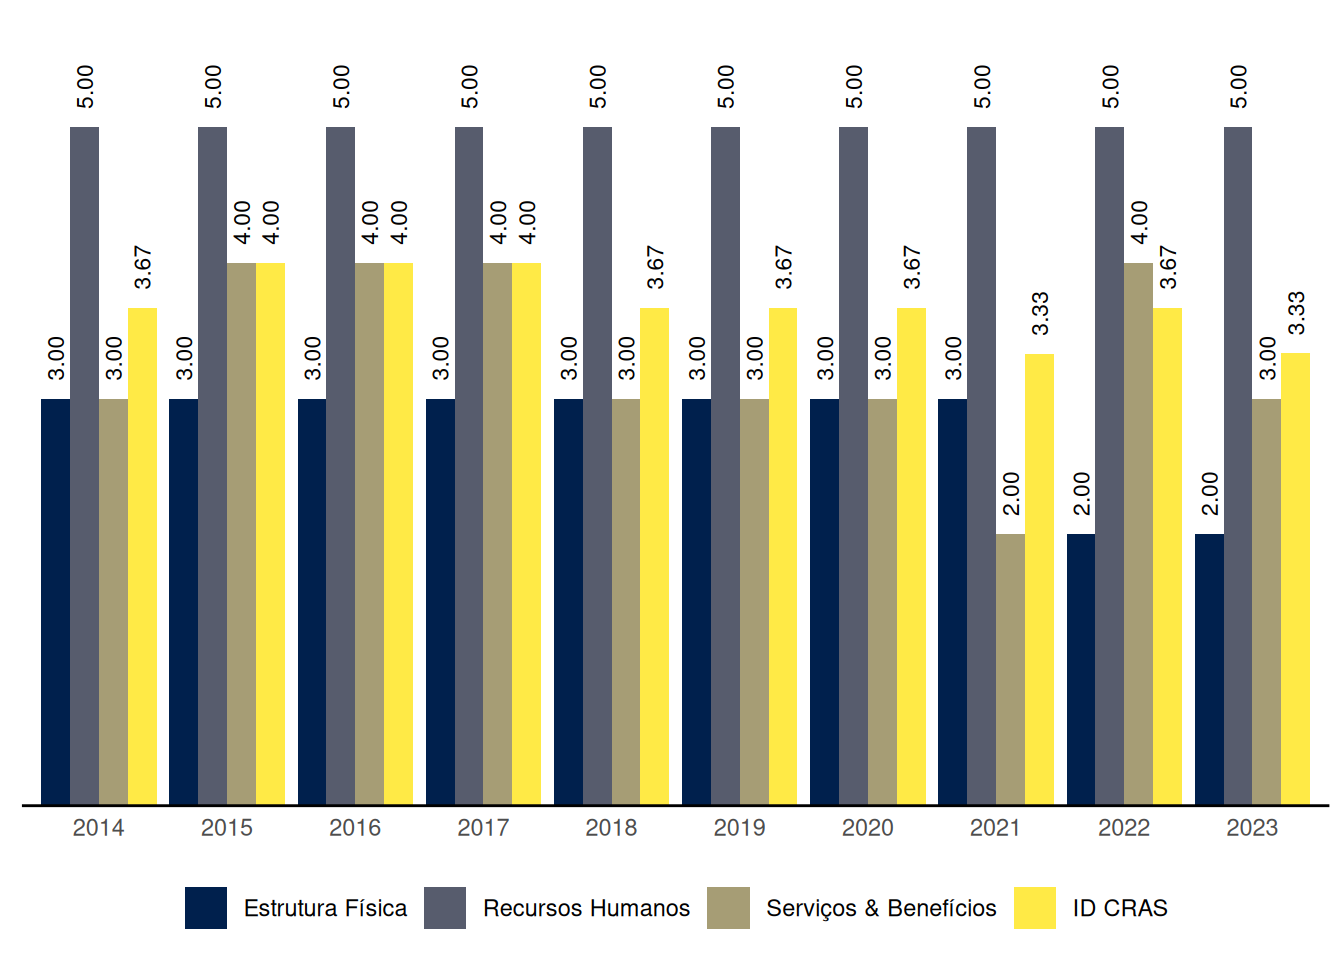 5.00 5.00 5.00 5.00 5.00 5.00 5.00 5.00 5.00 5.00
4.00 4.00 4.00 4.00 4.00 4.00 4.00
3.67 3.67 3.67 3.67 3.67
3.33 3.33
3.00 3.00 3.00 3.00 3.00 3.00 3.00 3.00 3.00 3.00 3.00 3.00 3.00
2.00 2.00 2.00
2014 2015 2016 2017 2018 2019 2020 2021 2022 2023
Estrutura Física Recursos Humanos Serviços & Benefícios ID CRAS